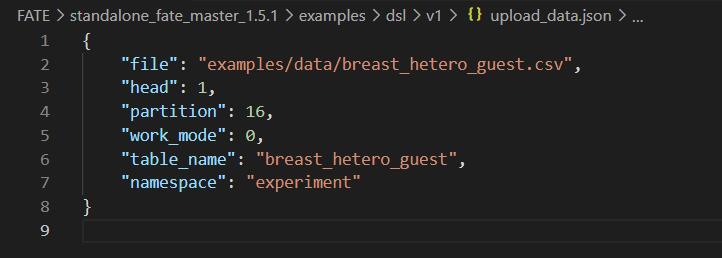 FATE > standalone_fate_master_1.5.1 > examples > dsl > v1 > {} upload_data.json > ...
1 {
2 "file": "examples/data/breast_hetero_guest.csv",
3 "head": 1,
4 "partition": 16,
5 "work_mode": 0,
6 "table_name": "breast_hetero_guest",
7 "namespace": "experiment"
8 }
9